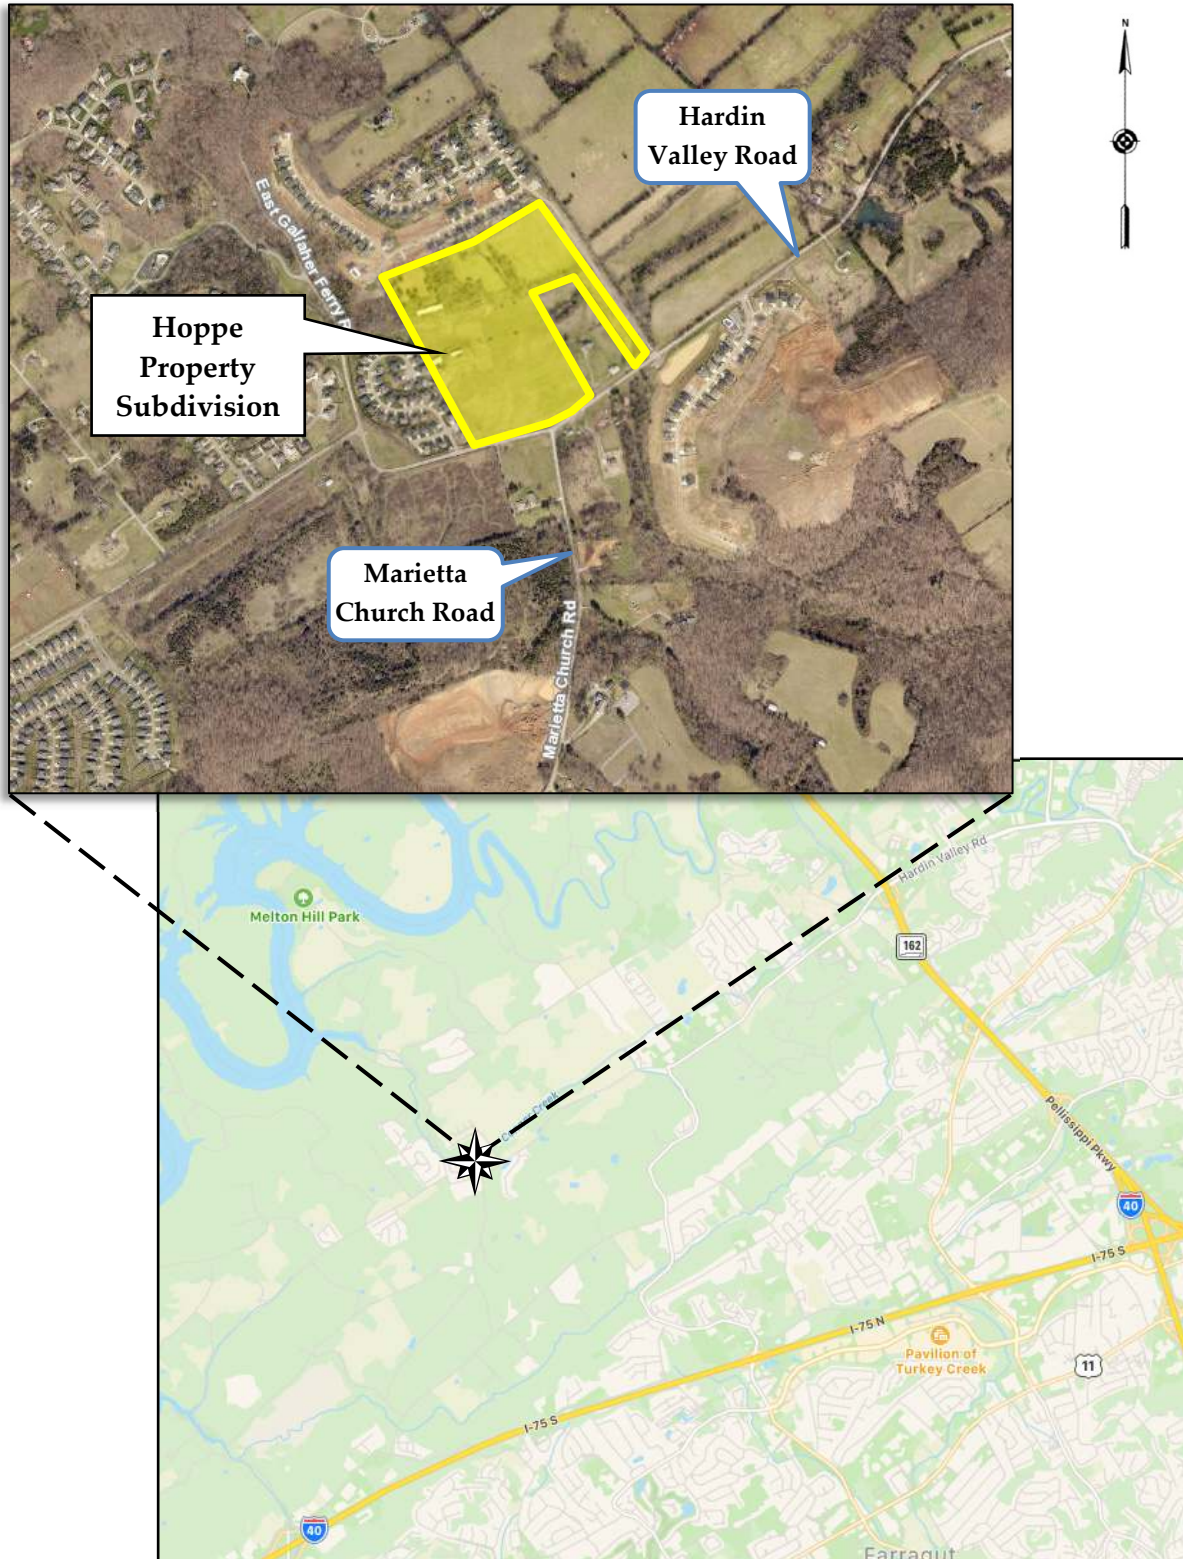 N
Hardin
Valley Road
East Gallaher Ferry R
Hoppe
Property
Subdivision
Marietta
Church Road
Marietta Church Rd
Hardin Valley Rd
Melton Hill Park
162
Creek
Pellissippi Pkwy
40
I-75 S
I-75 N
Pavilion of
Turkey Creek
11
I-75 S
40
Farragut